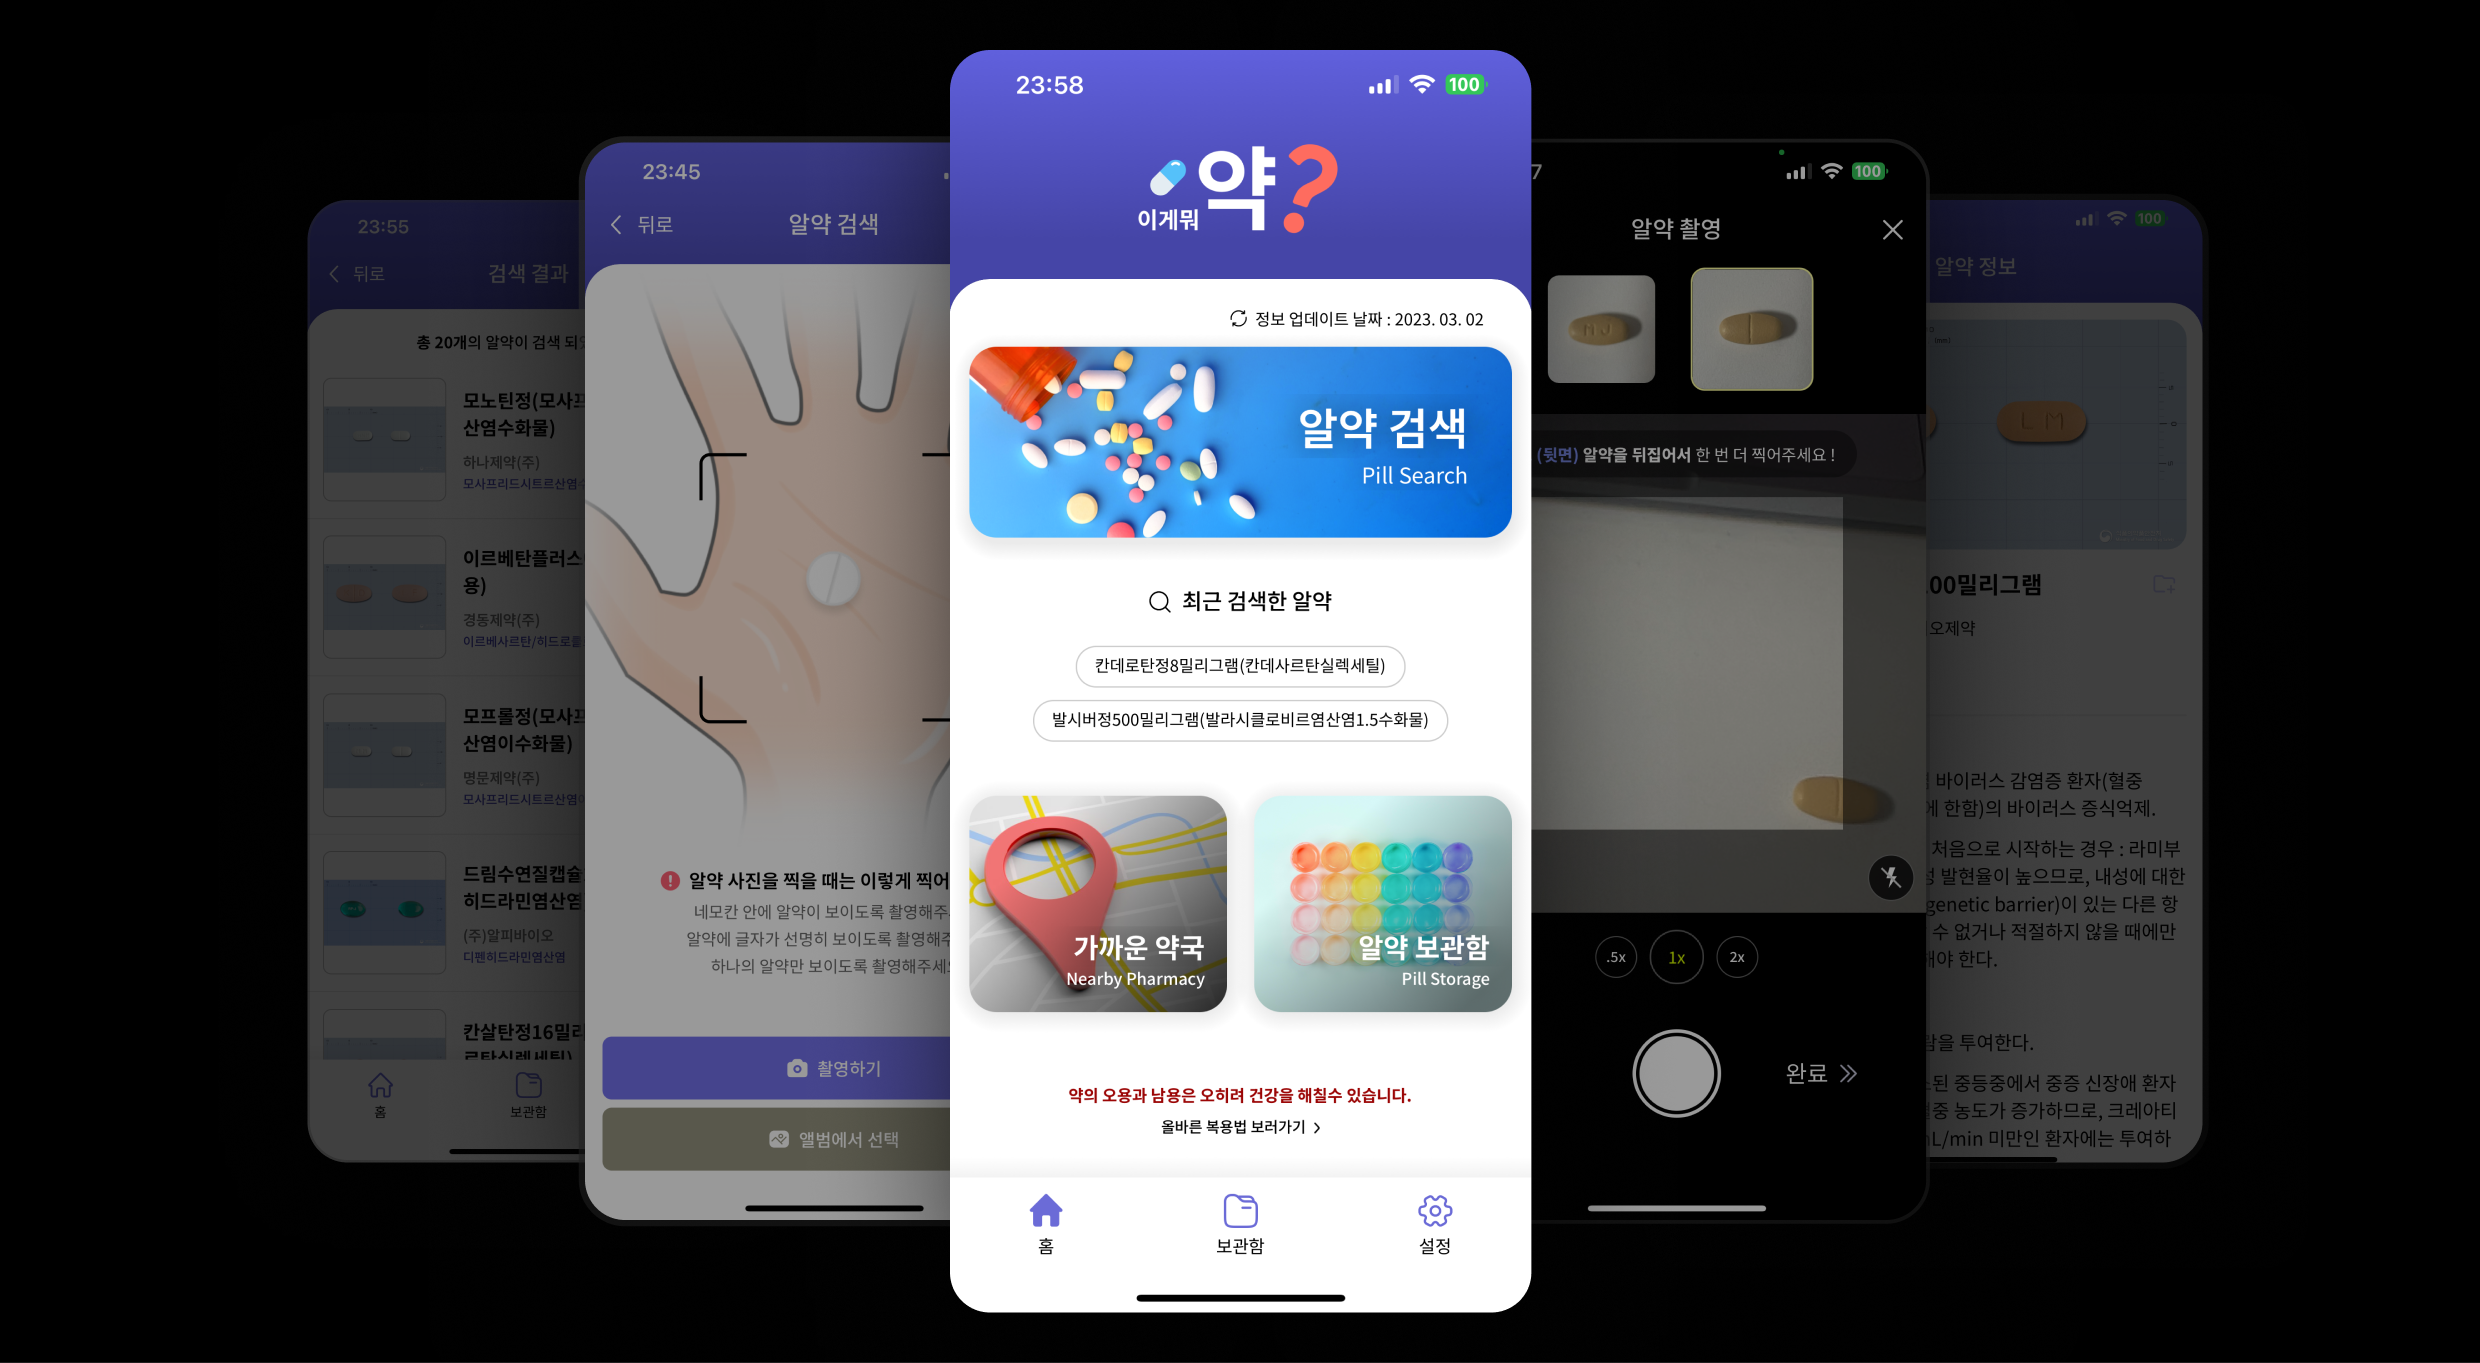 23:55
뒤로
검색 결과
총 20개의 알약이 검색 되
모노틴정(모사프
산염수화물)
하나제약(주)
모사프리드시트르산염
이르베탄플러스
용)
경동제약(주)
이르베사르탄/히드로클
모프롤정(모사프
산염이수화물)
명문제약(주)
모사프리드시트르산염이
드림수연질캡슐
히드라민염산염
(주)알피바이오
디펜히드라민염산염
칸살탄정16밀리
르탄실렉세틸)
홈
보관함
23:45
뒤로
알약 검색
알약 사진을 찍을 때는 이렇게 찍어
네모칸 안에 알약이 보이도록 촬영해주
알약에 글자가 선명히 보이도록 촬영해주
하나의 알약만 보이도록 촬영해주세요
촬영하기
앨범에서 선택
23:58
100
이게뭐
약?
정보 업데이트 날짜 : 2023. 03. 02
알약 검색
Pill Search
최근 검색한 알약
칸데로탄정8밀리그램(칸데사르탄실렉세틸)
발시버정500밀리그램(발라시클로비르염산염1.5수화물)
가까운 약국
Nearby Pharmacy
알약 보관함
Pill Storage
약의 오용과 남용은 오히려 건강을 해칠수 있습니다.
올바른 복용법 보러가기 >
홈
보관함
설정
7
100
알약 촬영
MJ
(뒷면) 알약을 뒤집어서 한 번 더 찍어주세요 !
.5x
1x
2x
완료
100
알약 정보
(mm)
LM
00밀리그램
오제약
바이러스 감염증 환자(혈중
에 한함)의 바이러스 증식억제.
처음으로 시작하는 경우 : 라미부
성 발현율이 높으므로, 내성에 대한
genetic barrier)이 있는 다른 항
수 없거나 적절하지 않을 때에만
해야 한다.
람을 투여한다.
된 중등중에서 중증 신장애 환자
중 농도가 증가하므로, 크레아티
mL/min 미만인 환자에는 투여하